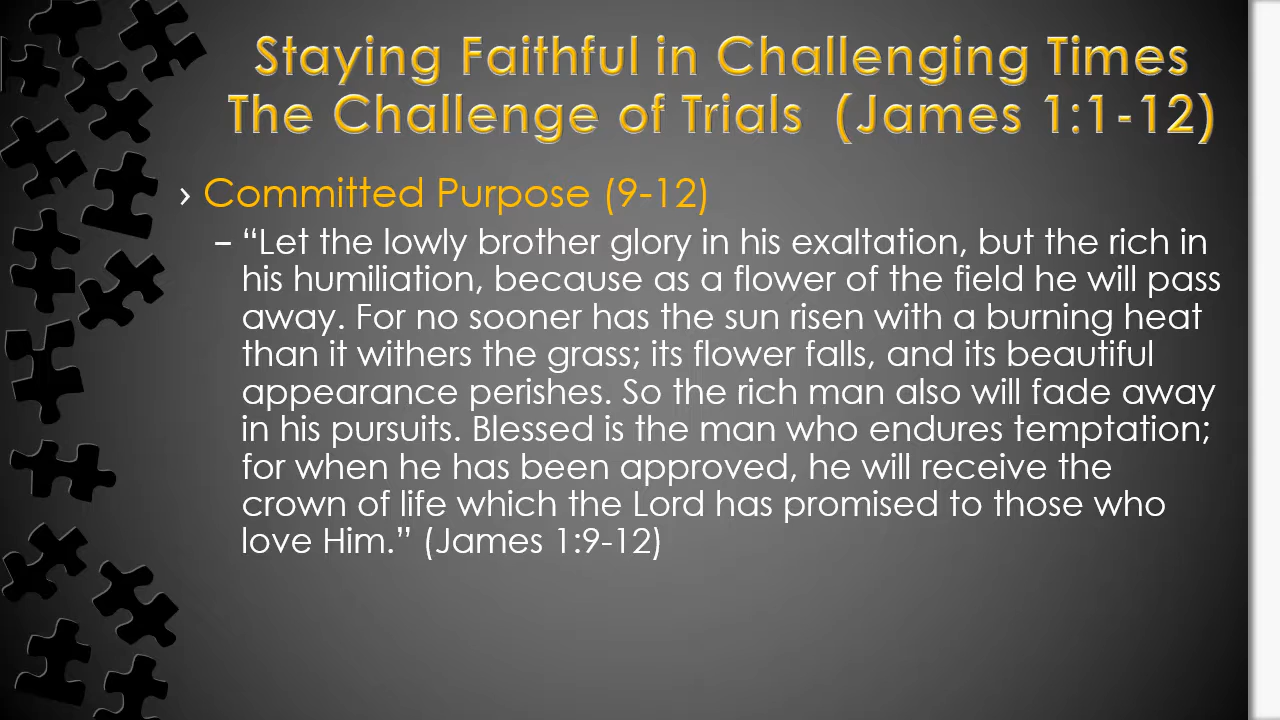 Staying Faithful in Challenging Times
The Challenge of Trials (James 1:1-12)
› Committed Purpose (9-12)
– “Let the lowly brother glory in his exaltation, but the rich in
his humiliation, because as a flower of the field he will pass
away. For no sooner has the sun risen with a burning heat
than it withers the grass; its flower falls, and its beautiful
appearance perishes. So the rich man also will fade away
in his pursuits. Blessed is the man who endures temptation;
for when he has been approved, he will receive the
crown of life which the Lord has promised to those who
love Him.” (James 1:9-12)